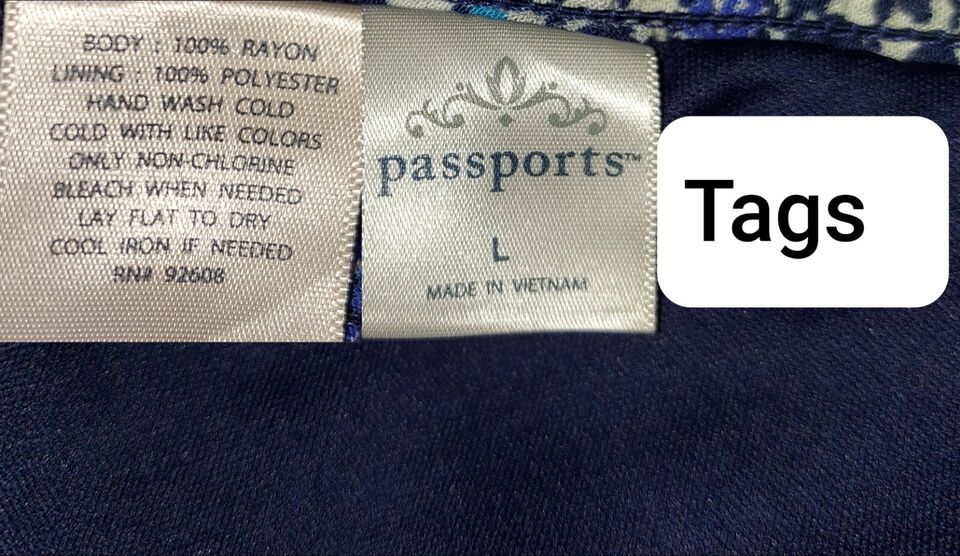 BODY : 100% RAYON
LINING : 100% POLYESTER
HAND WASH COLD
COLD WITH LIKE COLORS
ONLY NON-CHLORINE
BLEACH WHEN NEEDED
LAY FLAT TO DRY
COOL IRON IF NEEDED
RN# 92608
passports™
L
MADE IN VIETNAM
Tags